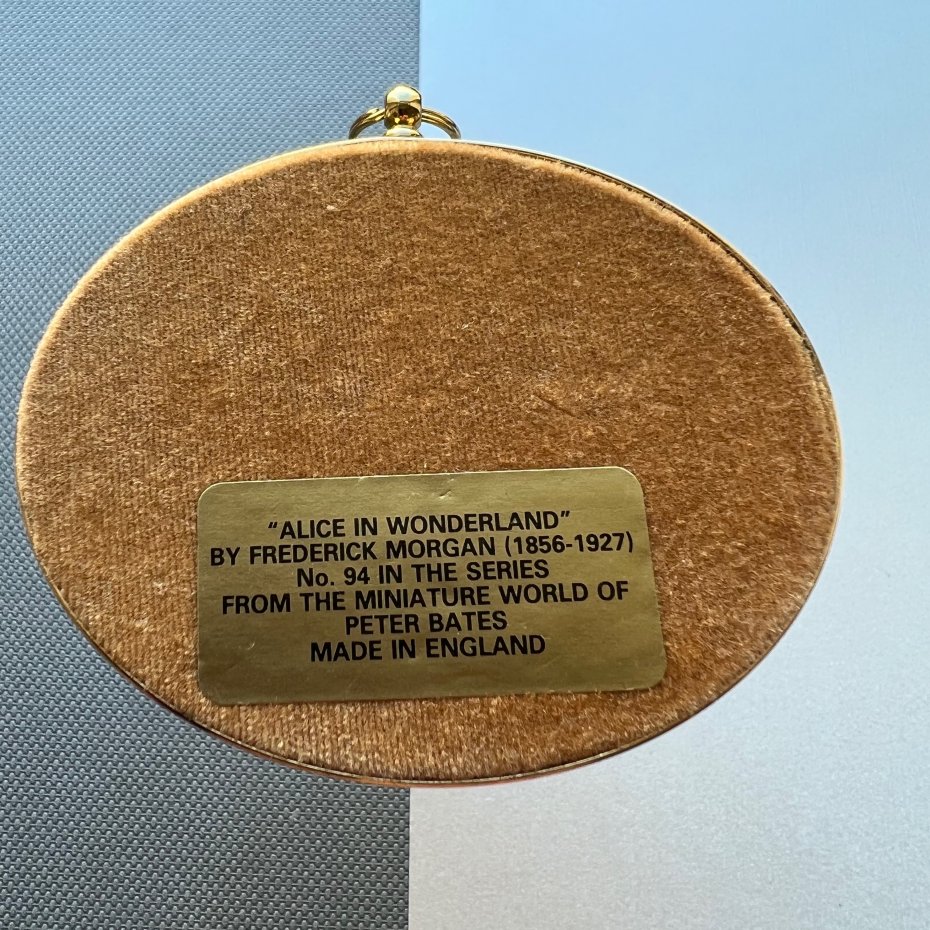 “ALICE IN WONDERLAND”
BY FREDERICK MORGAN (1856-1927)
No. 94 IN THE SERIES
FROM THE MINIATURE WORLD OF
PETER BATES
MADE IN ENGLAND